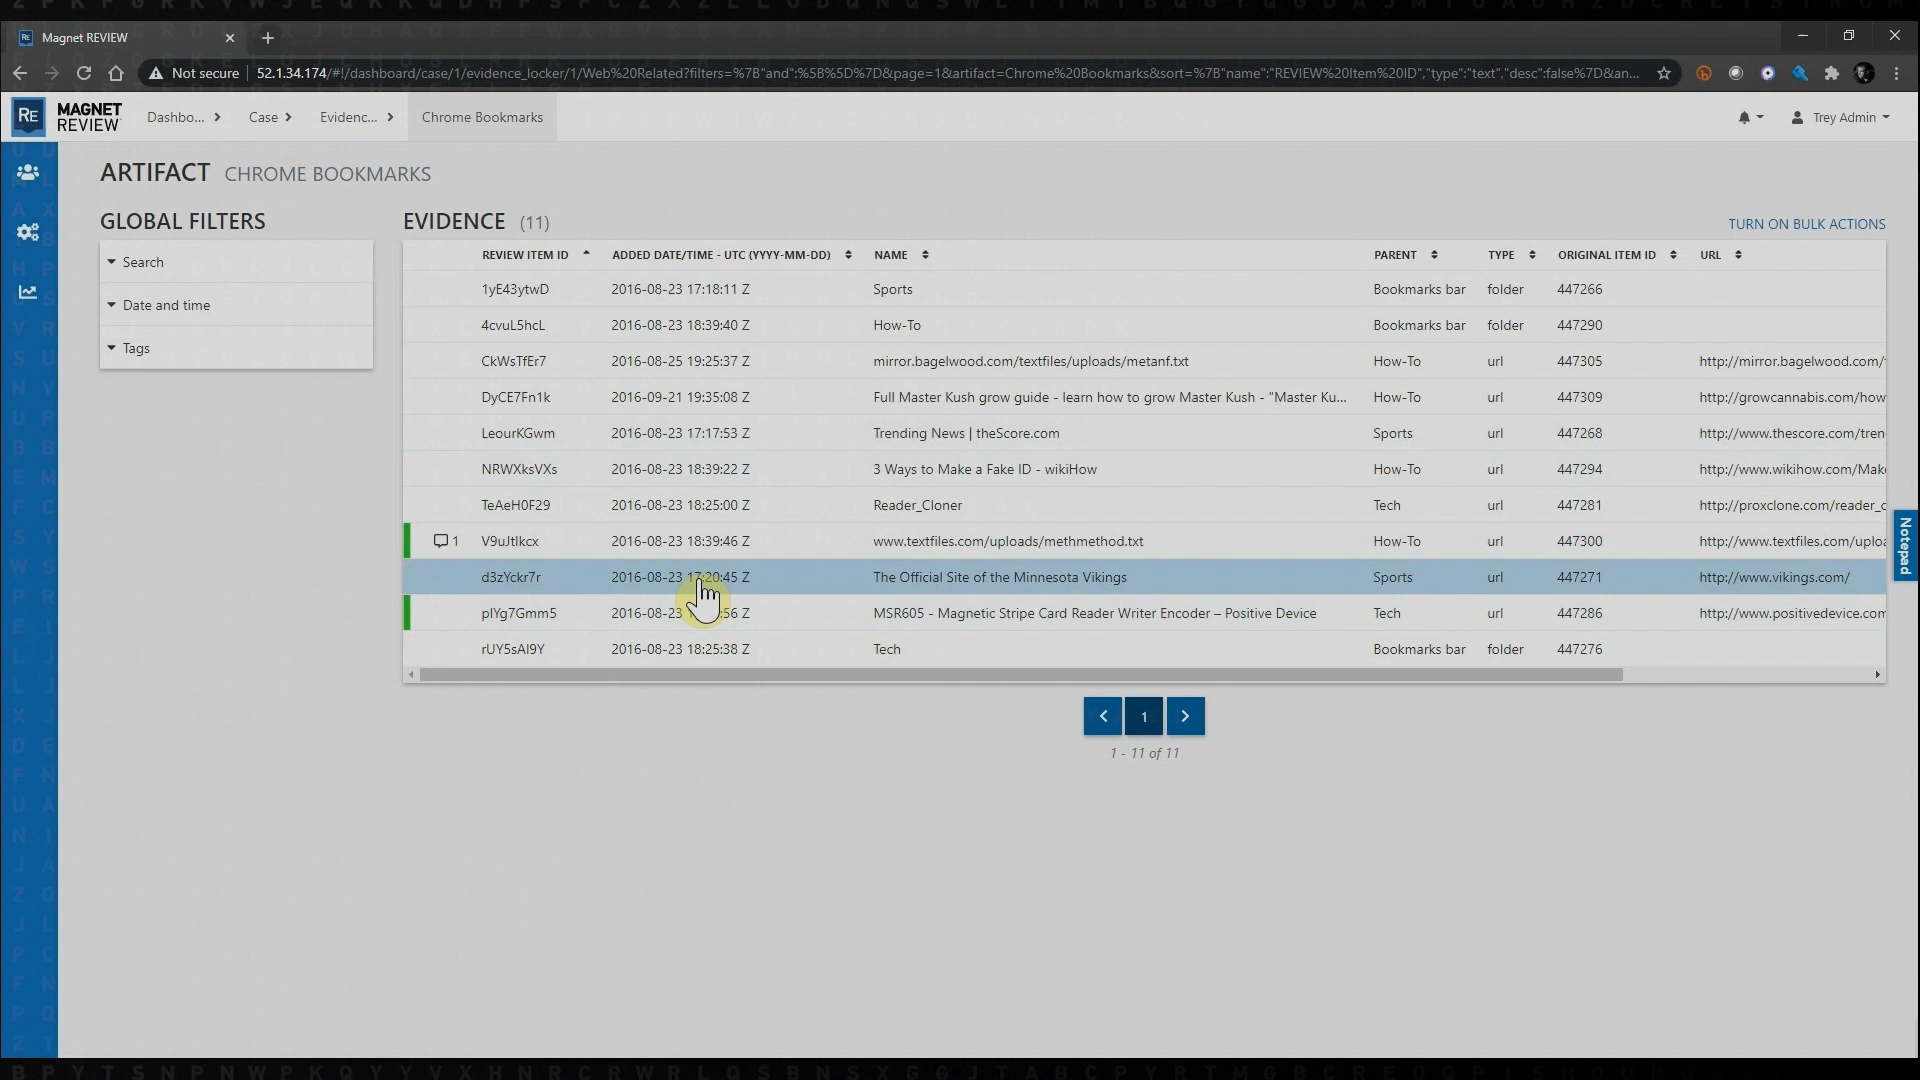 Magnet REVIEW
Not secure 52.1.34.174/#!/dashboard/case/1/evidence_locker/1/Web%20Related?filters=%7B"and":%5B%5D%7D&page=1&artifact=Chrome%20Bookmarks&sort=%7B"name":"REVIEW%20Item%20ID","type":"text","desc":false%7D&an...
RE MAGNET REVIEW Dashbo... Case Evidenc... Chrome Bookmarks Trey Admin
ARTIFACT CHROME BOOKMARKS
GLOBAL FILTERS
Search
Date and time
Tags
EVIDENCE (11) TURN ON BULK ACTIONS
REVIEW ITEM ID ADDED DATE/TIME - UTC (YYYY-MM-DD) NAME PARENT TYPE ORIGINAL ITEM ID URL
1yE43ytwD 2016-08-23 17:18:11 Z Sports Bookmarks bar folder 447266
4cvuL5hcL 2016-08-23 18:39:40 Z How-To Bookmarks bar folder 447290
CkWsTfEr7 2016-08-25 19:25:37 Z mirror.bagelwood.com/textfiles/uploads/metanf.txt How-To url 447305 http://mirror.bagelwood.com/
DyCE7Fn1k 2016-09-21 19:35:08 Z Full Master Kush grow guide - learn how to grow Master Kush - "Master Ku... How-To url 447309 http://growcannabis.com/how
LeourKGwm 2016-08-23 17:17:53 Z Trending News | theScore.com Sports url 447268 http://www.thescore.com/tren
NRWXksVXs 2016-08-23 18:39:22 Z 3 Ways to Make a Fake ID - wikiHow How-To url 447294 http://www.wikihow.com/Make
TeAeH0F29 2016-08-23 18:25:00 Z Reader_Cloner Tech url 447281 http://proxclone.com/reader_c
1 V9uJtlkcx 2016-08-23 18:39:46 Z www.textfiles.com/uploads/methmethod.txt How-To url 447300 http://www.textfiles.com/uploa
d3zYckr7r 2016-08-23 17:20:45 Z The Official Site of the Minnesota Vikings Sports url 447271 http://www.vikings.com/
plYg7Gmm5 2016-08-23 :56 Z MSR605 - Magnetic Stripe Card Reader Writer Encoder – Positive Device Tech url 447286 http://www.positivedevice.com
rUY5sAI9Y 2016-08-23 18:25:38 Z Tech Bookmarks bar folder 447276
Notepad
1
1 - 11 of 11